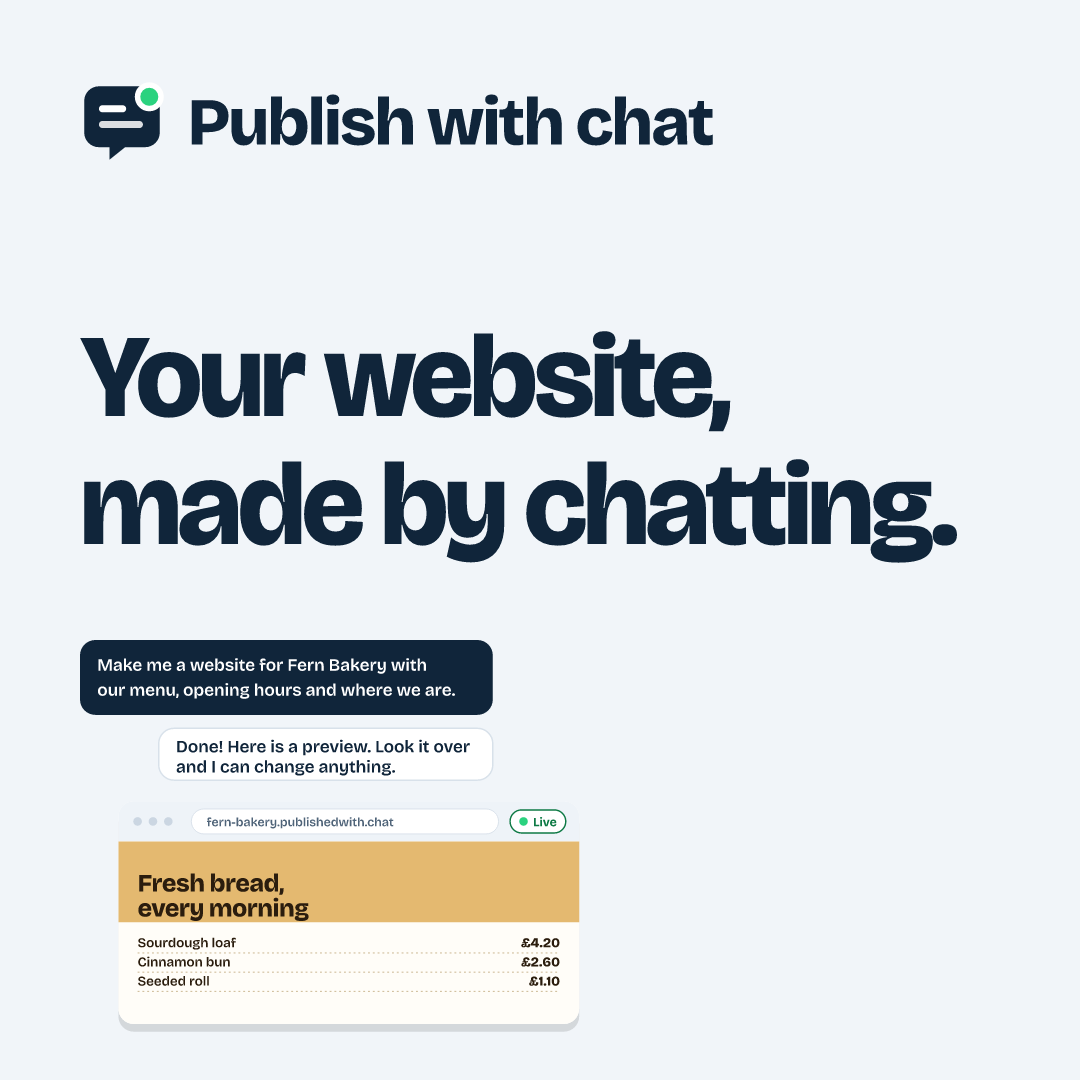 Publish with chat
Your website,
made by chatting.
Make me a website for Fern Bakery with
our menu, opening hours and where we are.
Done! Here is a preview. Look it over
and I can change anything.
fern-bakery.publishedwith.chat
Live
Fresh bread,
every morning
Sourdough loaf £4.20
Cinnamon bun £2.60
Seeded roll £1.10